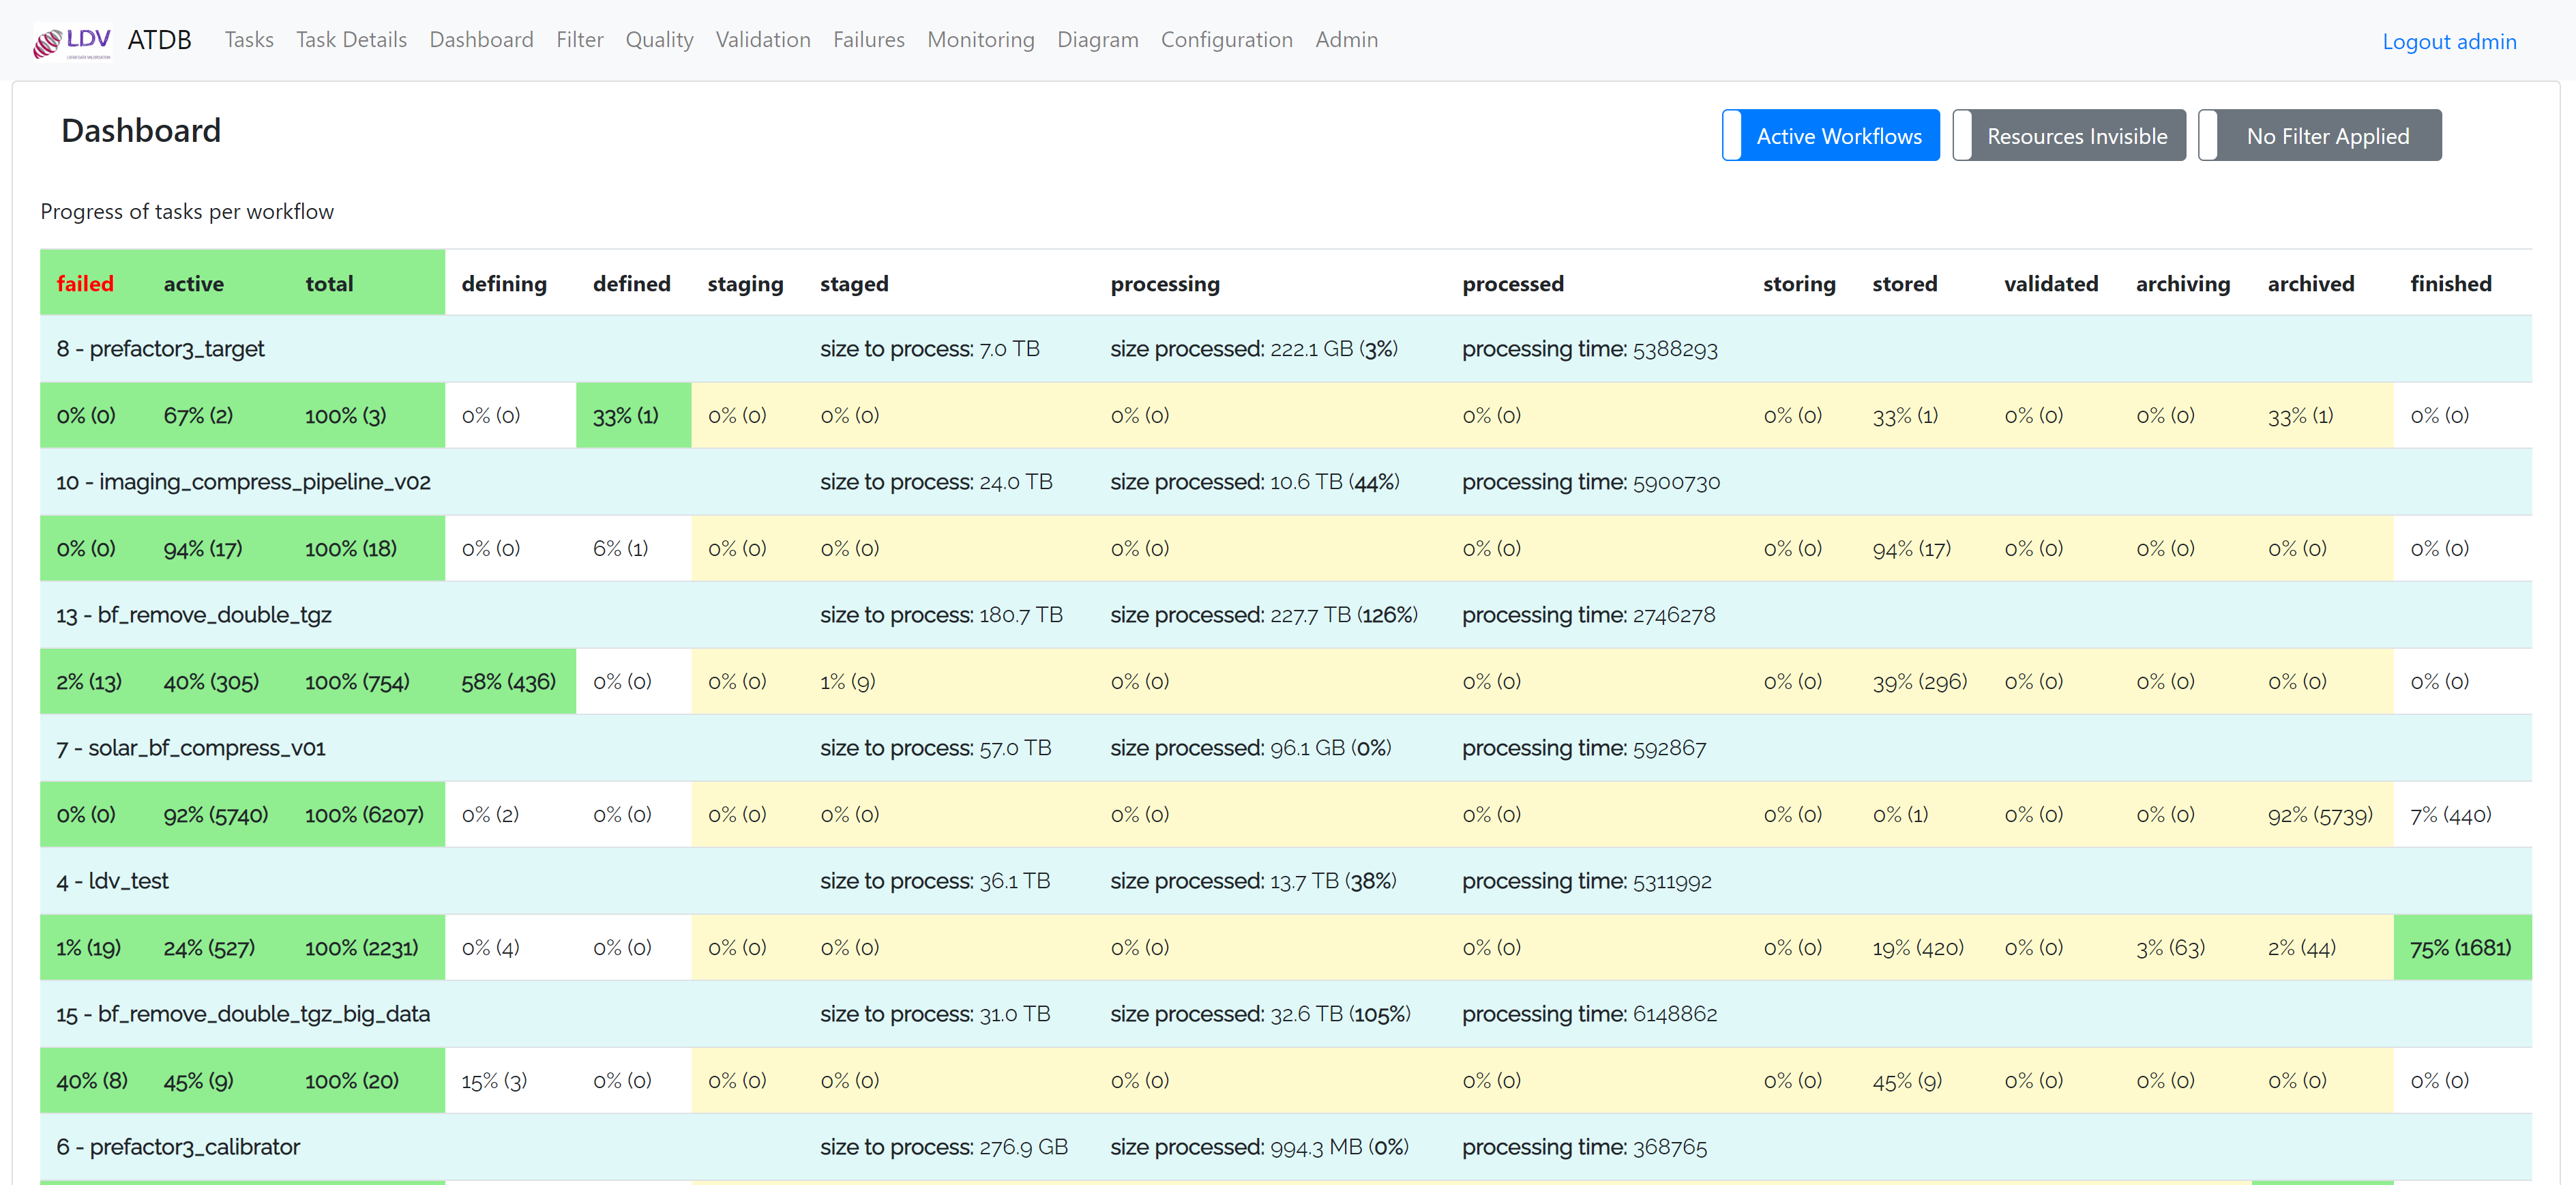 LDV ATDB Tasks Task Details Dashboard Filter Quality Validation Failures Monitoring Diagram Configuration Admin Logout admin
Dashboard Active Workflows Resources Invisible No Filter Applied
Progress of tasks per workflow
failed active total defining defined staging staged processing processed storing stored validated archiving archived finished
8 - prefactor3_target size to process: 7.0 TB size processed: 222.1 GB (3%) processing time: 5388293
0% (0) 67% (2) 100% (3) 0% (0) 33% (1) 0% (0) 0% (0) 0% (0) 0% (0) 0% (0) 33% (1) 0% (0) 0% (0) 33% (1) 0% (0)
10 - imaging_compress_pipeline_v02 size to process: 24.0 TB size processed: 10.6 TB (44%) processing time: 5900730
0% (0) 94% (17) 100% (18) 0% (0) 6% (1) 0% (0) 0% (0) 0% (0) 0% (0) 0% (0) 94% (17) 0% (0) 0% (0) 0% (0) 0% (0)
13 - bf_remove_double_tgz size to process: 180.7 TB size processed: 227.7 TB (126%) processing time: 2746278
2% (13) 40% (305) 100% (754) 58% (436) 0% (0) 0% (0) 1% (9) 0% (0) 0% (0) 0% (0) 39% (296) 0% (0) 0% (0) 0% (0) 0% (0)
7 - solar_bf_compress_v01 size to process: 57.0 TB size processed: 96.1 GB (0%) processing time: 592867
0% (0) 92% (5740) 100% (6207) 0% (2) 0% (0) 0% (0) 0% (0) 0% (0) 0% (0) 0% (0) 0% (1) 0% (0) 0% (0) 92% (5739) 7% (440)
4 - ldv_test size to process: 36.1 TB size processed: 13.7 TB (38%) processing time: 5311992
1% (19) 24% (527) 100% (2231) 0% (4) 0% (0) 0% (0) 0% (0) 0% (0) 0% (0) 0% (0) 19% (420) 0% (0) 3% (63) 2% (44) 75% (1681)
15 - bf_remove_double_tgz_big_data size to process: 31.0 TB size processed: 32.6 TB (105%) processing time: 6148862
40% (8) 45% (9) 100% (20) 15% (3) 0% (0) 0% (0) 0% (0) 0% (0) 0% (0) 0% (0) 45% (9) 0% (0) 0% (0) 0% (0) 0% (0)
6 - prefactor3_calibrator size to process: 276.9 GB size processed: 994.3 MB (0%) processing time: 368765